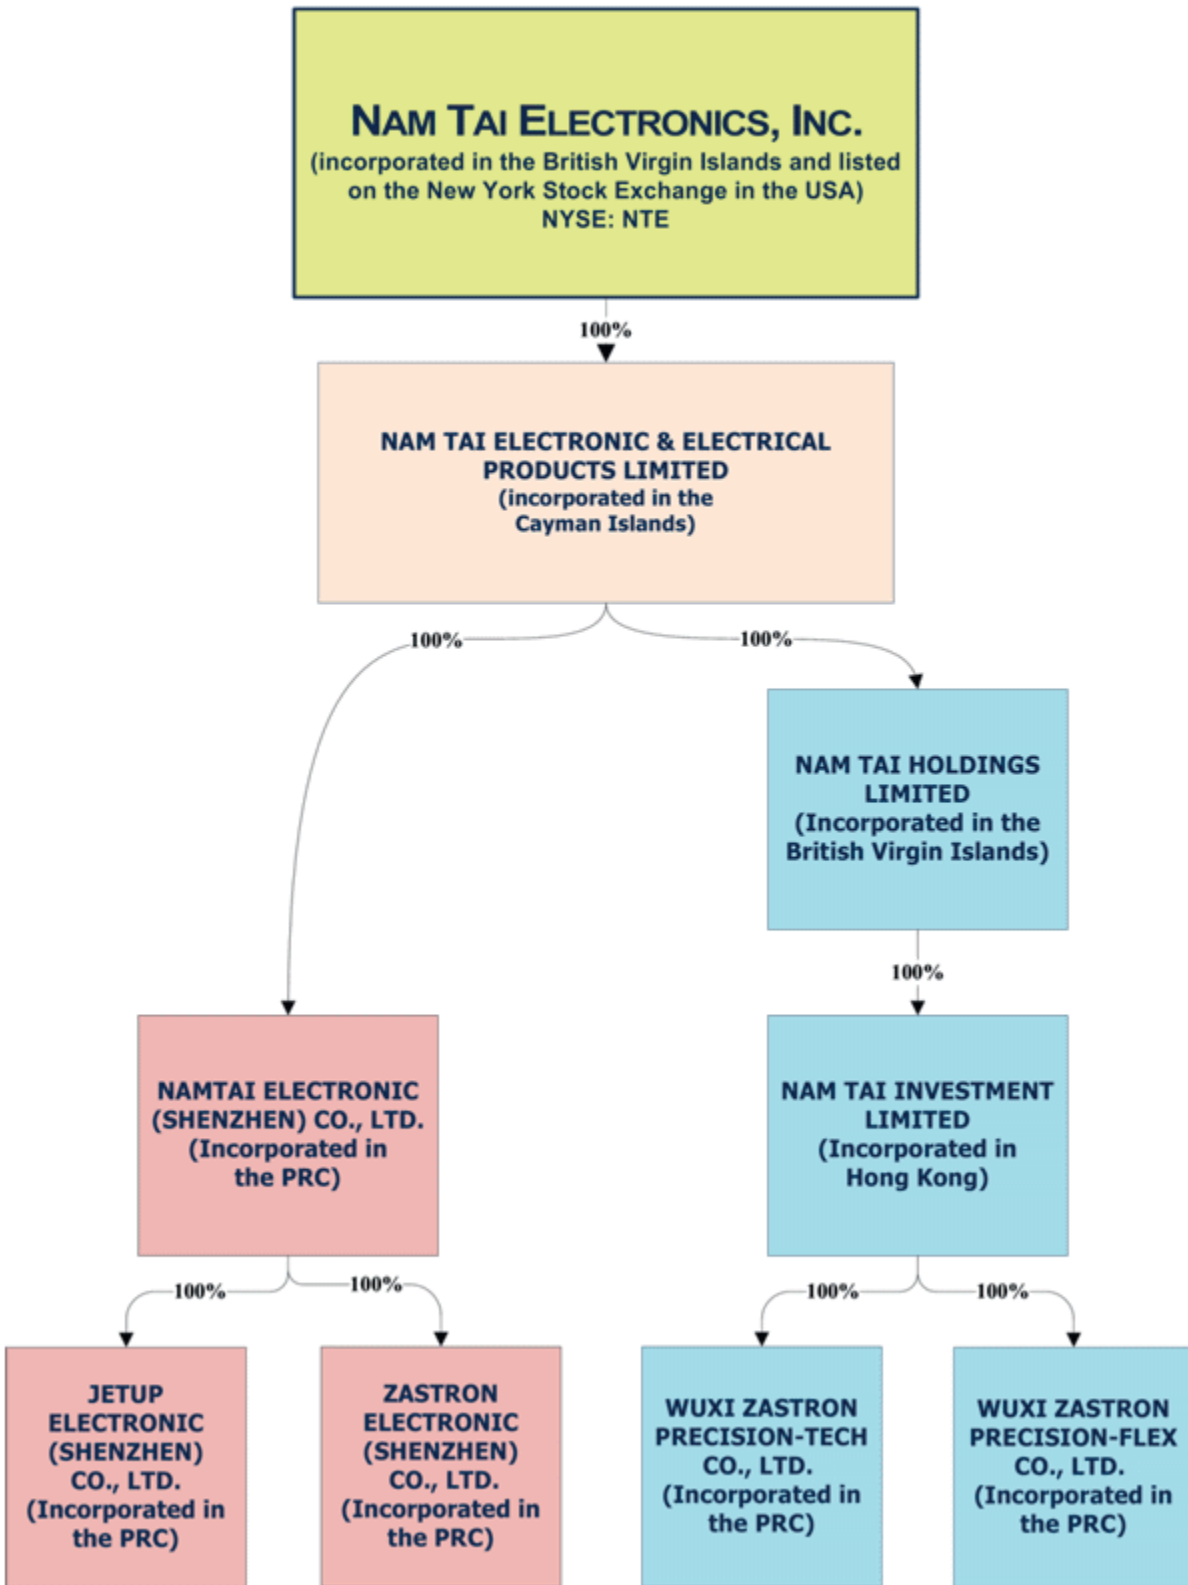 NAM TAI ELECTRONICS, INC.
(incorporated in the British Virgin Islands and listed
on the New York Stock Exchange in the USA)
NYSE: NTE
100%
NAM TAI ELECTRONIC & ELECTRICAL
PRODUCTS LIMITED
(incorporated in the
Cayman Islands)
100%
100%
NAM TAI HOLDINGS
LIMITED
(Incorporated in the
British Virgin Islands)
100%
NAMTAI ELECTRONIC
(SHENZHEN) CO., LTD.
(Incorporated in
the PRC)
NAM TAI INVESTMENT
LIMITED
(Incorporated in
Hong Kong)
100%
100%
100%
100%
JETUP
ELECTRONIC
(SHENZHEN)
CO., LTD.
(Incorporated in
the PRC)
ZASTRON
ELECTRONIC
(SHENZHEN)
CO., LTD.
(Incorporated in
the PRC)
WUXI ZASTRON
PRECISION-TECH
CO., LTD.
(Incorporated in
the PRC)
WUXI ZASTRON
PRECISION-FLEX
CO., LTD.
(Incorporated in
the PRC)